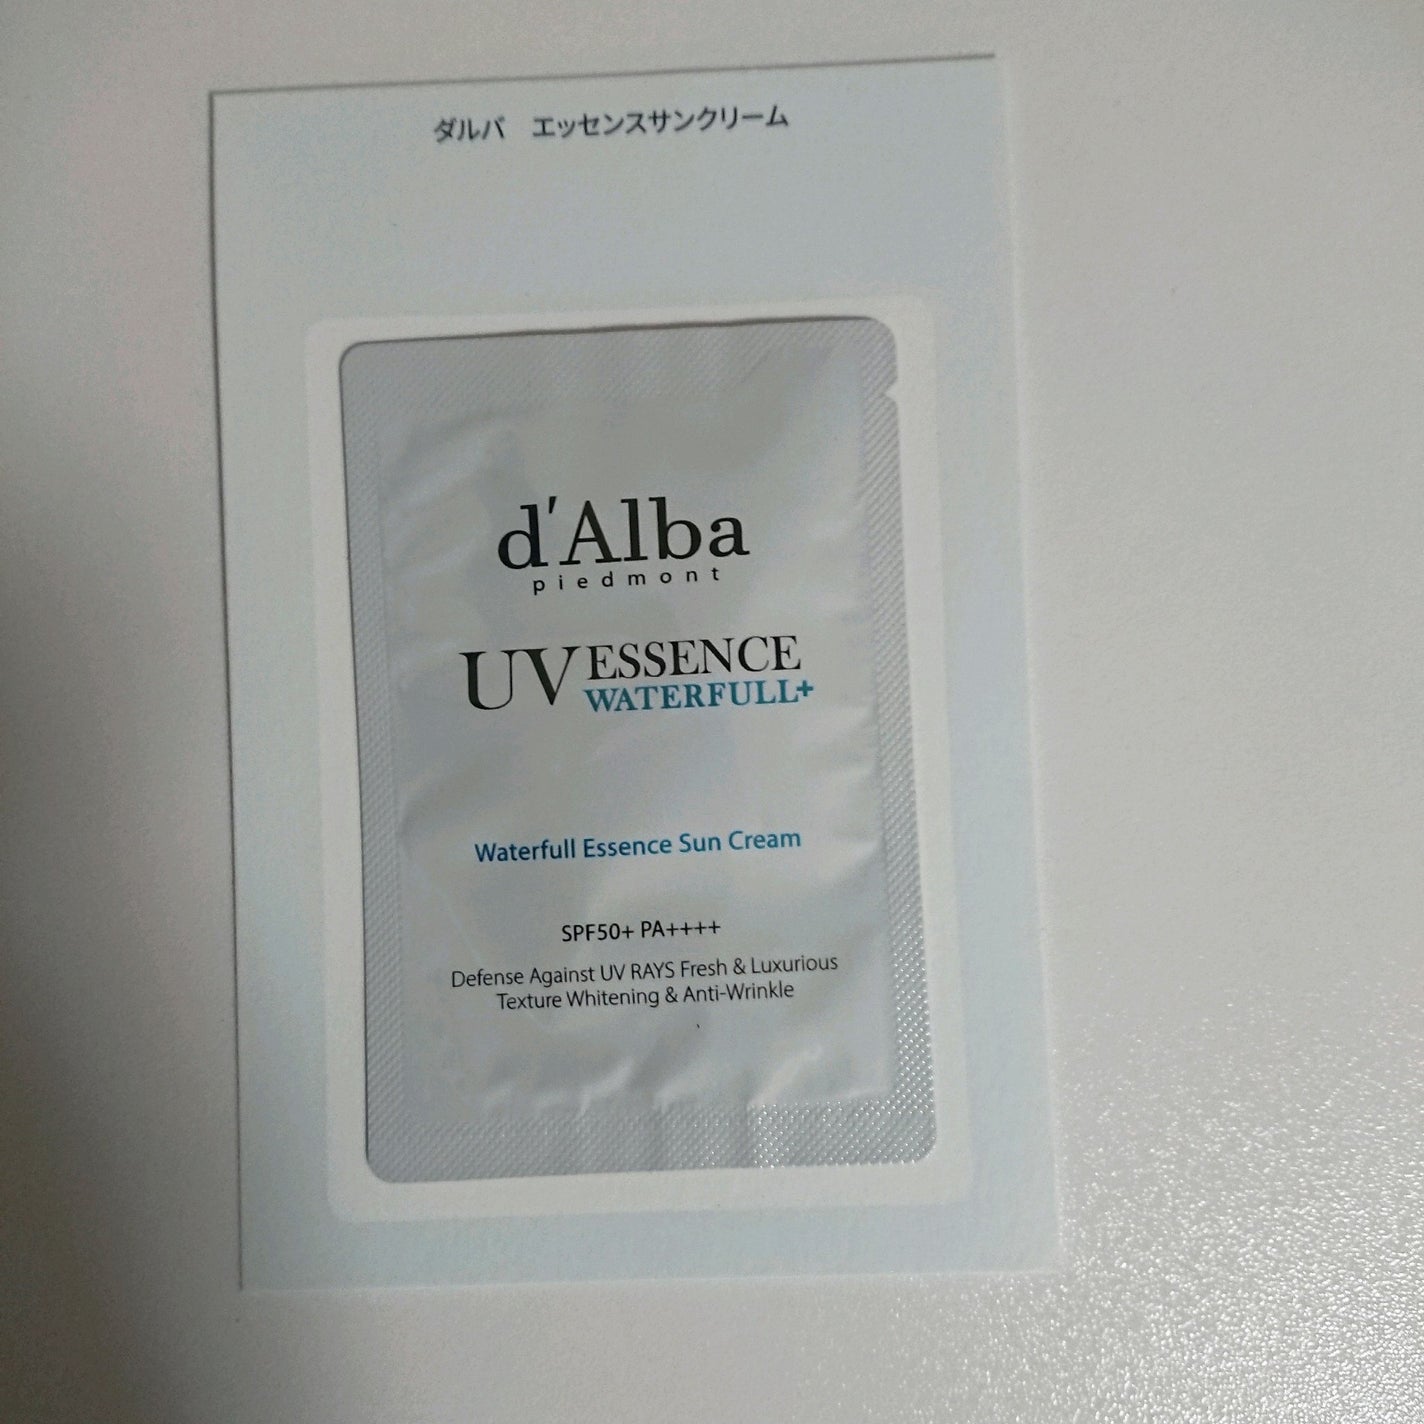 ダルバ　エッセンスサンクリーム
d'Alba
piedmont
UV ESSENCE
WATERFULL+
Waterfull Essence Sun Cream
SPF50+ PA++++
Defense Against UV RAYS Fresh & Luxurious
Texture Whitening & Anti-Wrinkle